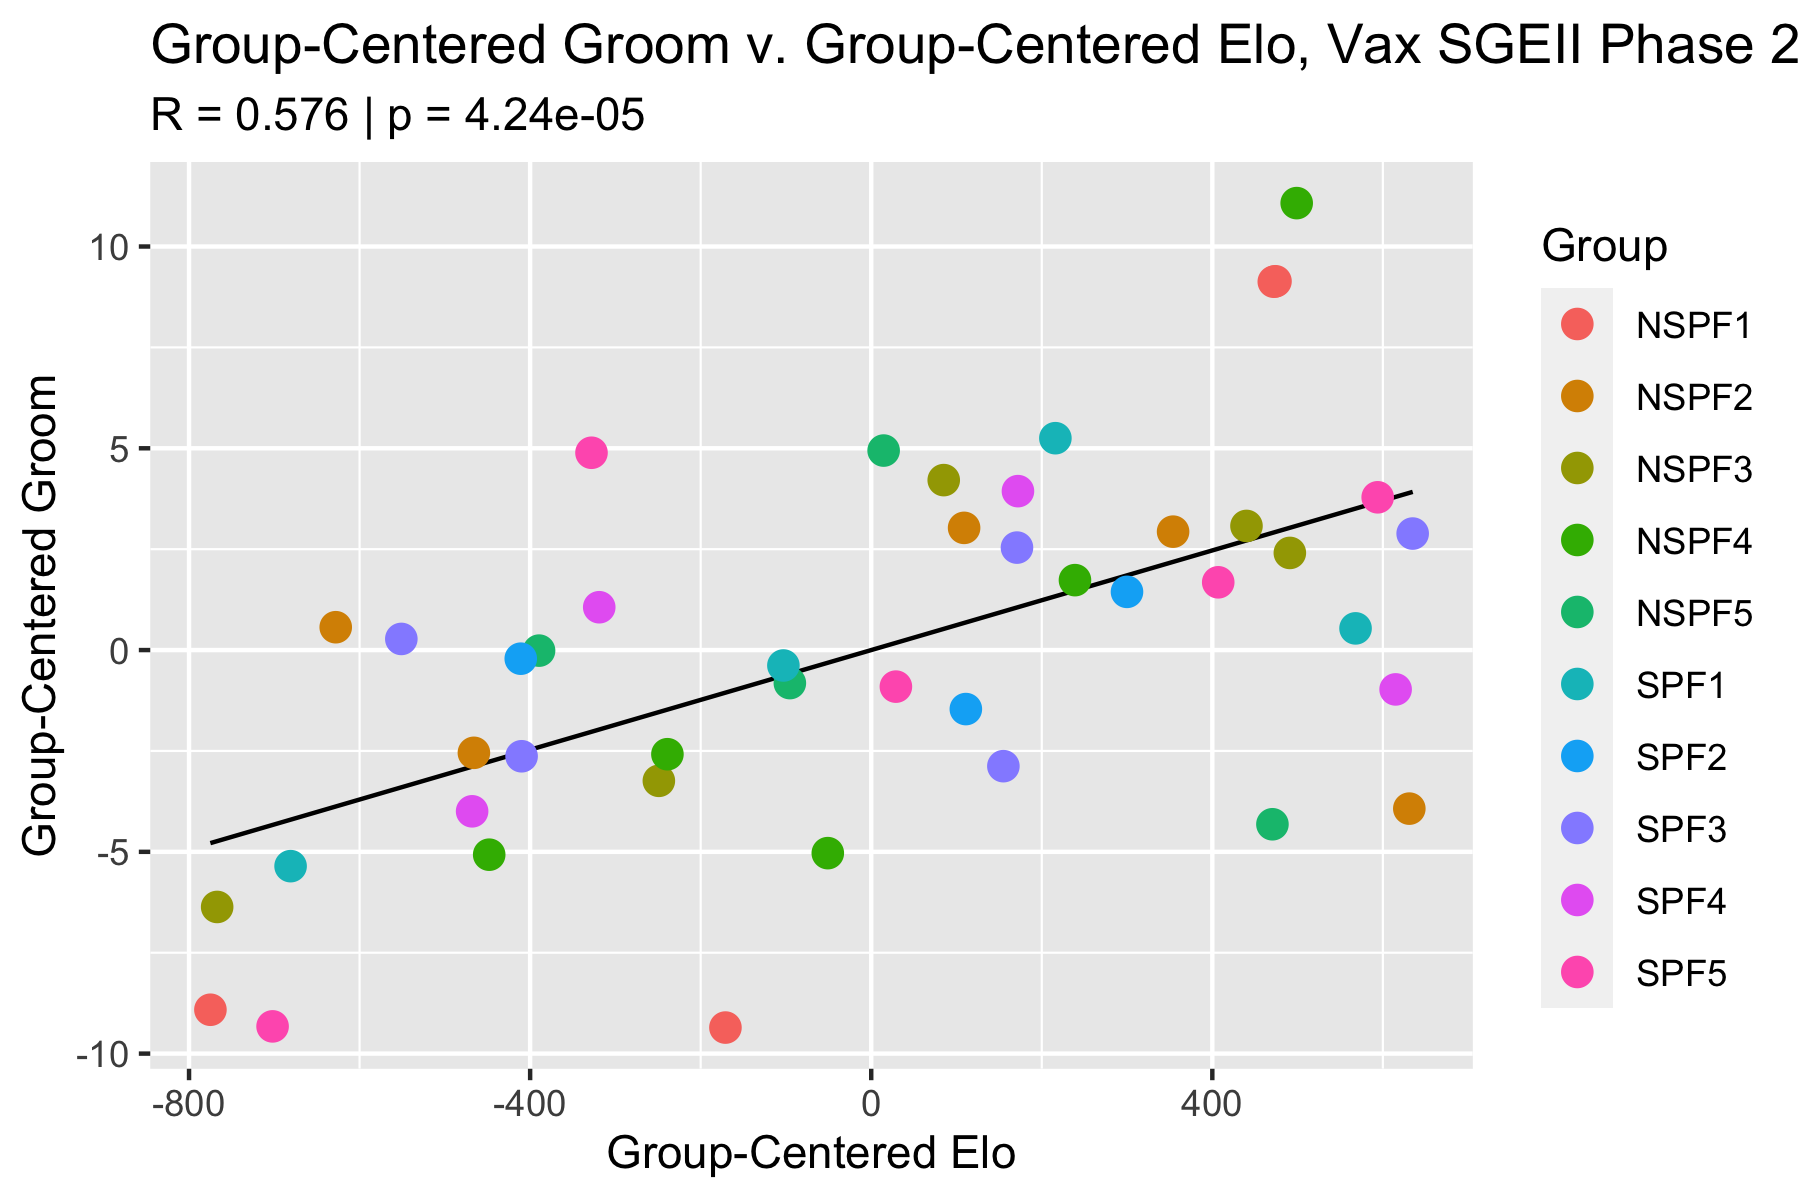 Group-Centered Groom v. Group-Centered Elo, Vax SGEII Phase 2
R = 0.576 | p = 4.24e-05
Group-Centered Groom
10
5
0
-5
-10
-800
-400
0
400
Group-Centered Elo
Group
NSPF1
NSPF2
NSPF3
NSPF4
NSPF5
SPF1
SPF2
SPF3
SPF4
SPF5